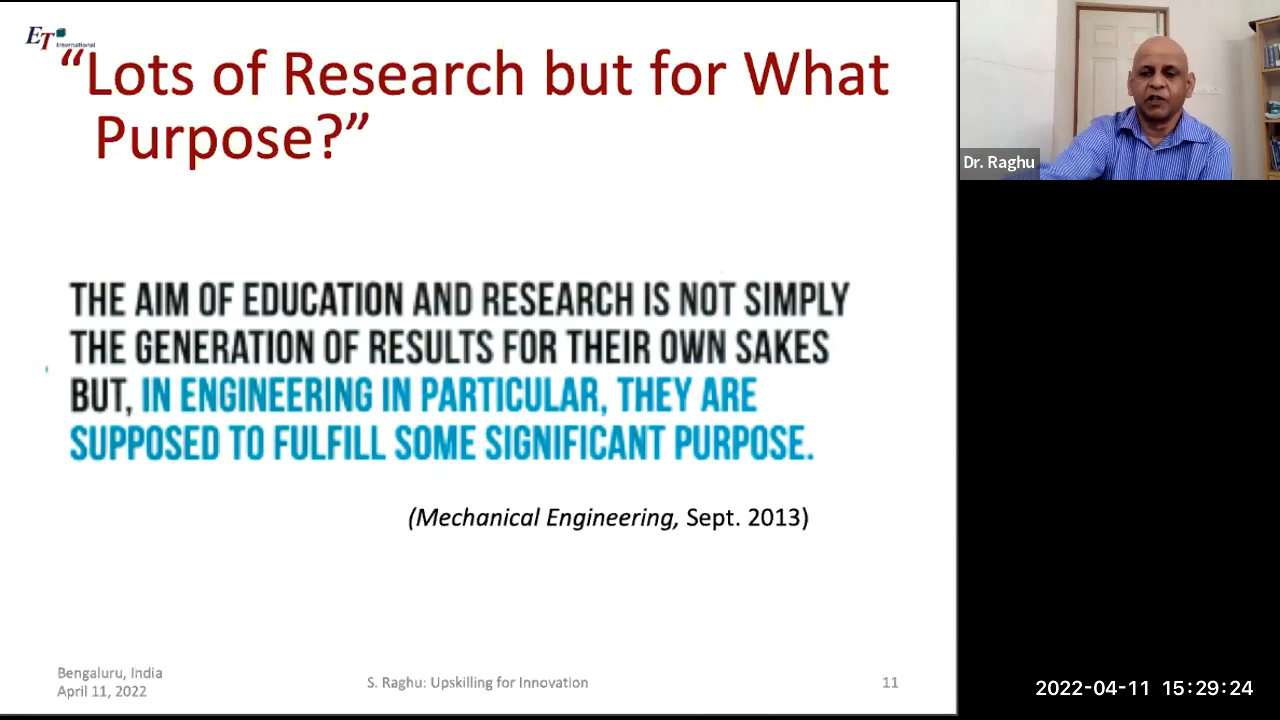 ET
International
“Lots of Research but for What
Purpose?”
THE AIM OF EDUCATION AND RESEARCH IS NOT SIMPLY
THE GENERATION OF RESULTS FOR THEIR OWN SAKES
BUT, IN ENGINEERING IN PARTICULAR, THEY ARE
SUPPOSED TO FULFILL SOME SIGNIFICANT PURPOSE.
(Mechanical Engineering, Sept. 2013)
Bengaluru, India
April 11, 2022
S. Raghu: Upskilling for Innovation
11
Dr. Raghu
2022-04-11 15:29:24